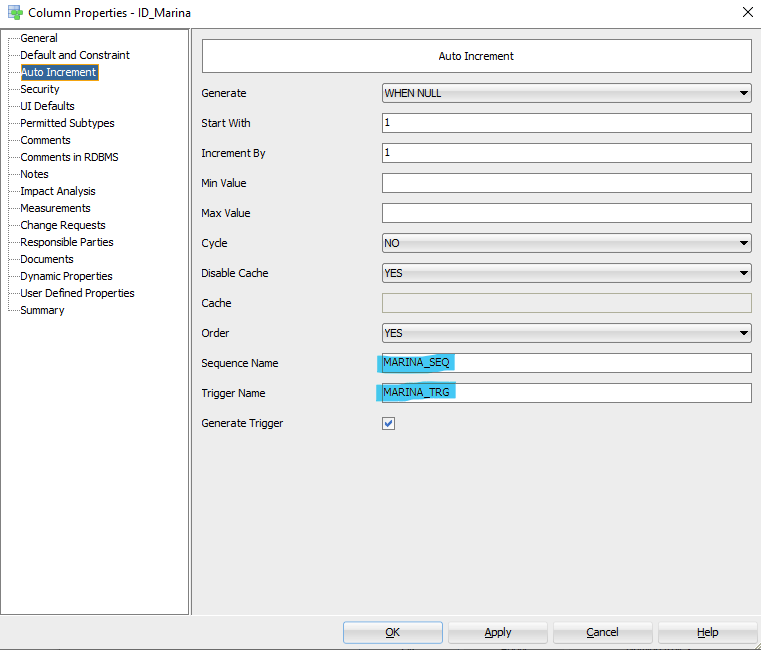 Column Properties - ID_Marina
General
Default and Constraint
Auto Increment
Security
UI Defaults
Permitted Subtypes
Comments
Comments in RDBMS
Notes
Impact Analysis
Measurements
Change Requests
Responsible Parties
Documents
Dynamic Properties
User Defined Properties
Summary
Auto Increment
Generate WHEN NULL
Start With 1
Increment By 1
Min Value
Max Value
Cycle NO
Disable Cache YES
Cache
Order YES
Sequence Name MARINA_SEQ
Trigger Name MARINA_TRG
Generate Trigger
OK Apply Cancel Help